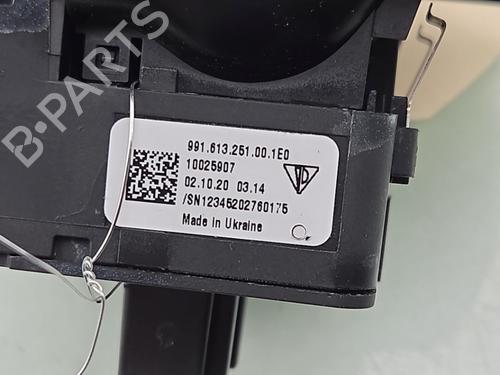 B-PARTS
991.613.251.00.1E0
10025907
02.10.20 03.14
/SN12345202760175
Made in Ukraine